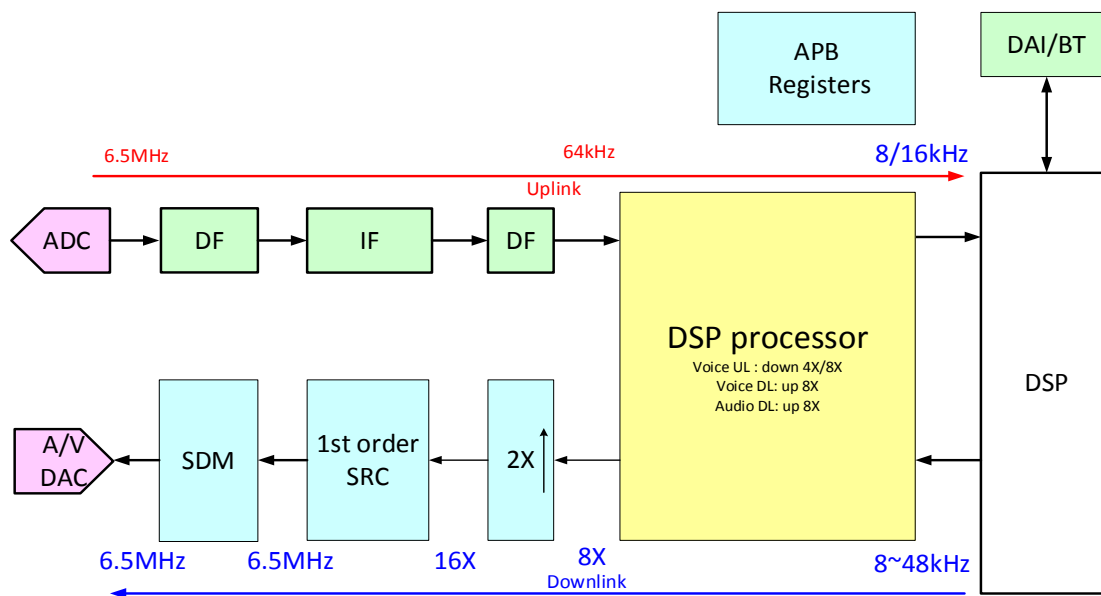 APB
Registers
DAI/BT
6.5MHz
64kHz
8/16kHz
Uplink
ADC
DF
IF
DF
DSP processor
Voice UL : down 4X/8X
Voice DL: up 8X
Audio DL: up 8X
DSP
A/V
DAC
SDM
1st order
SRC
2X
6.5MHz
6.5MHz
16X
8X
8~48kHz
Downlink